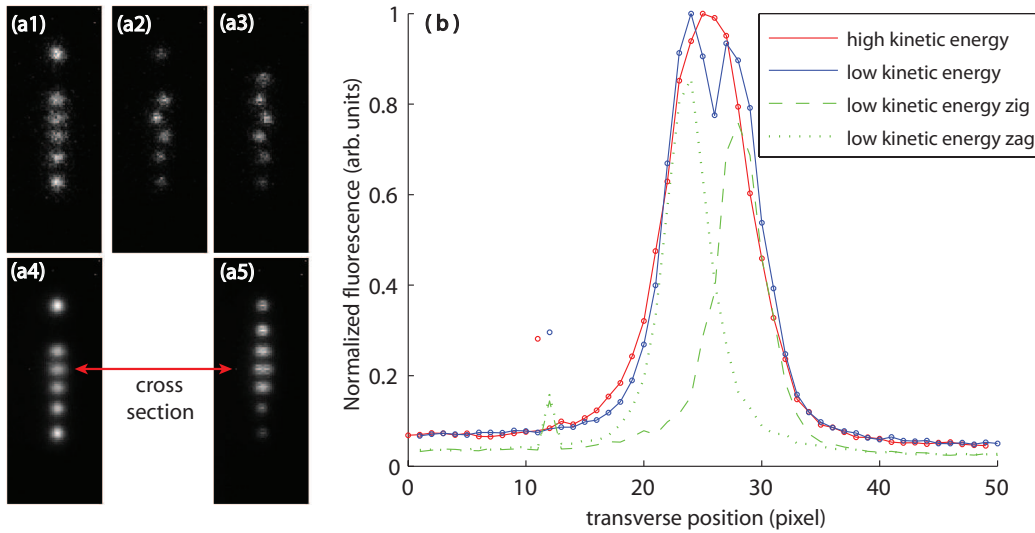 (a1)
(a2)
(a3)
(a4)
(a5)
cross
section
(b)
high kinetic energy
low kinetic energy
low kinetic energy zig
low kinetic energy zag
Normalized fluorescence (arb. units)
1
0.8
0.6
0.4
0.2
0
0 10 20 30 40 50
transverse position (pixel)